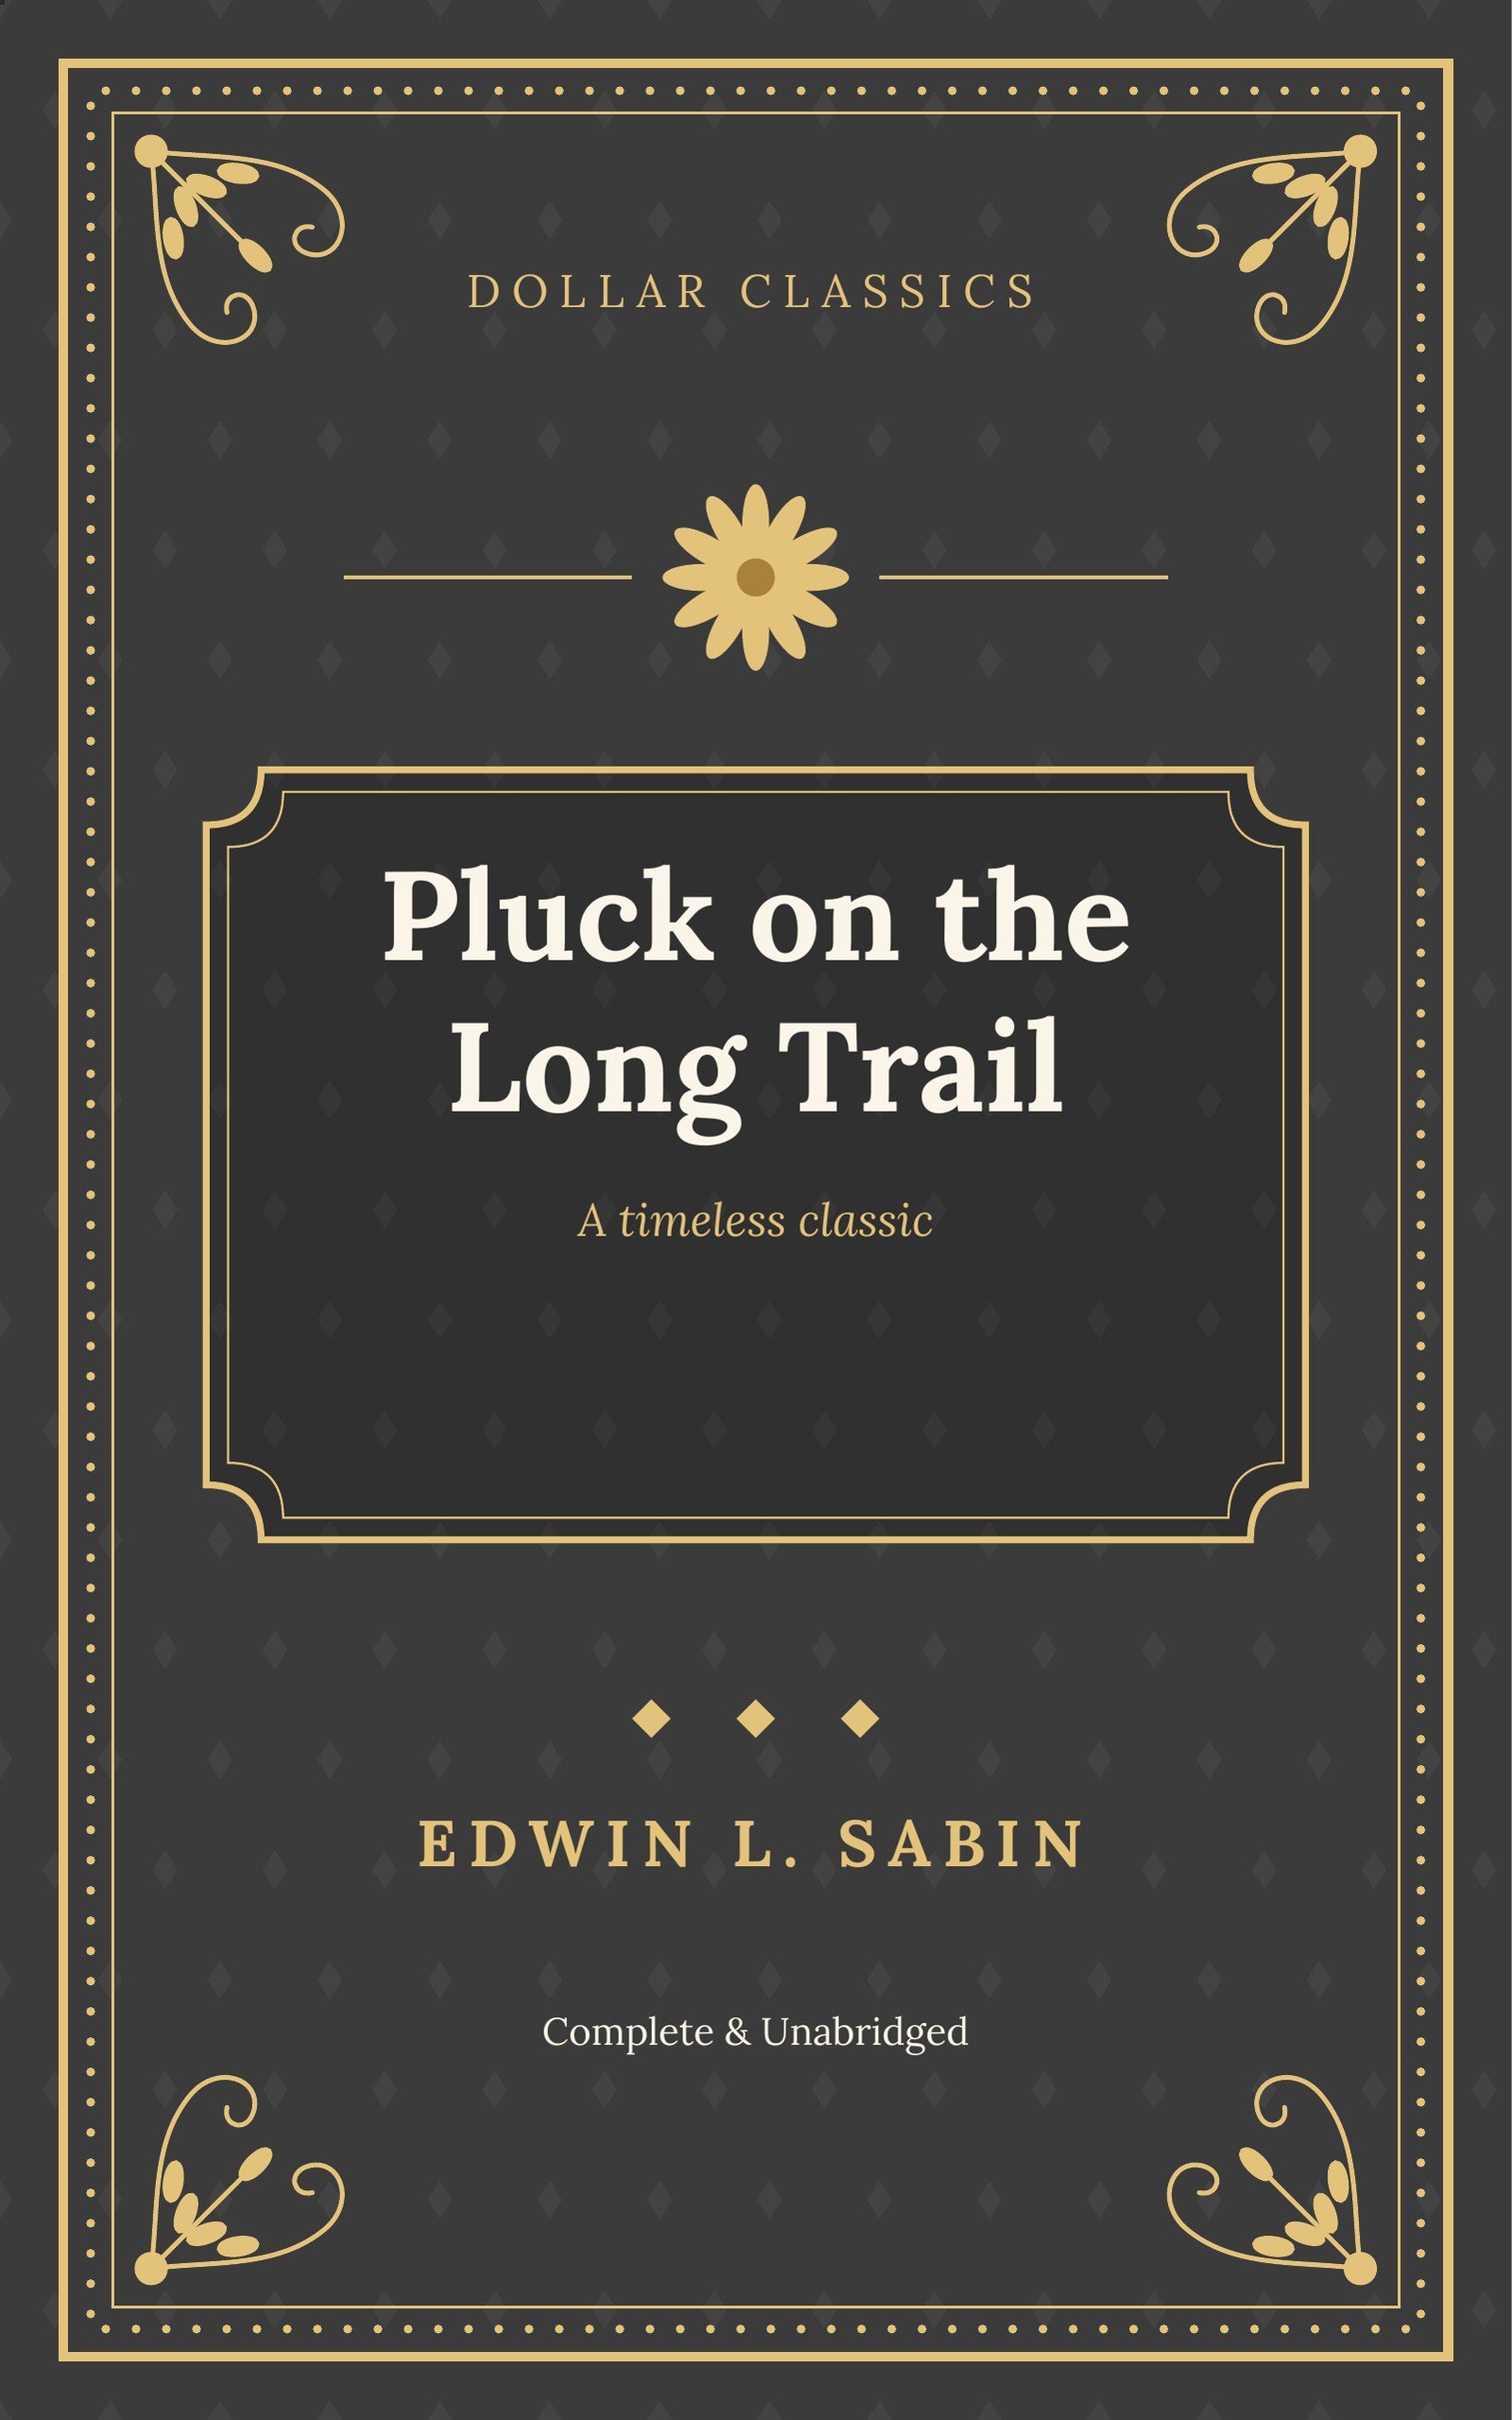 DOLLAR CLASSICS
Pluck on the
Long Trail
A timeless classic
EDWIN L. SABIN
Complete & Unabridged